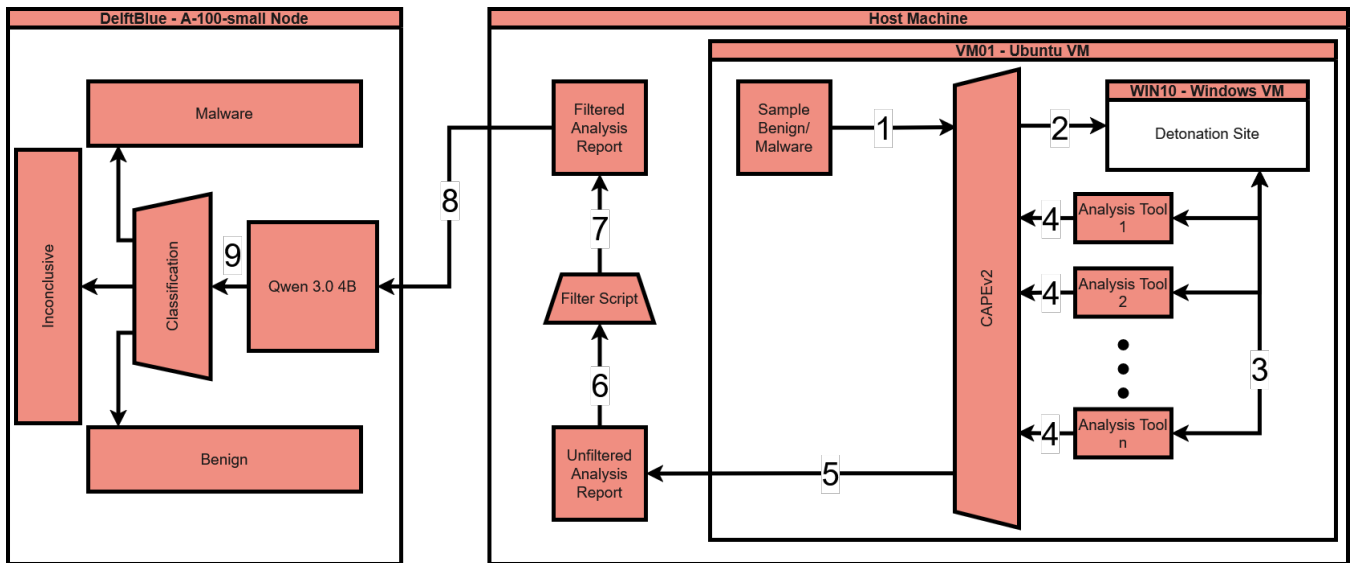 DelftBlue - A-100-small Node
Malware
Inconclusive
Classification
9
Qwen 3.0 4B
Benign
8
Host Machine
Filtered
Analysis
Report
7
Filter Script
6
Unfiltered
Analysis
Report
5
VM01 - Ubuntu VM
Sample
Benign/
Malware
1
CAPEv2
2
WIN10 - Windows VM
Detonation Site
4
Analysis Tool
1
4
Analysis Tool
2
3
4
Analysis Tool
n